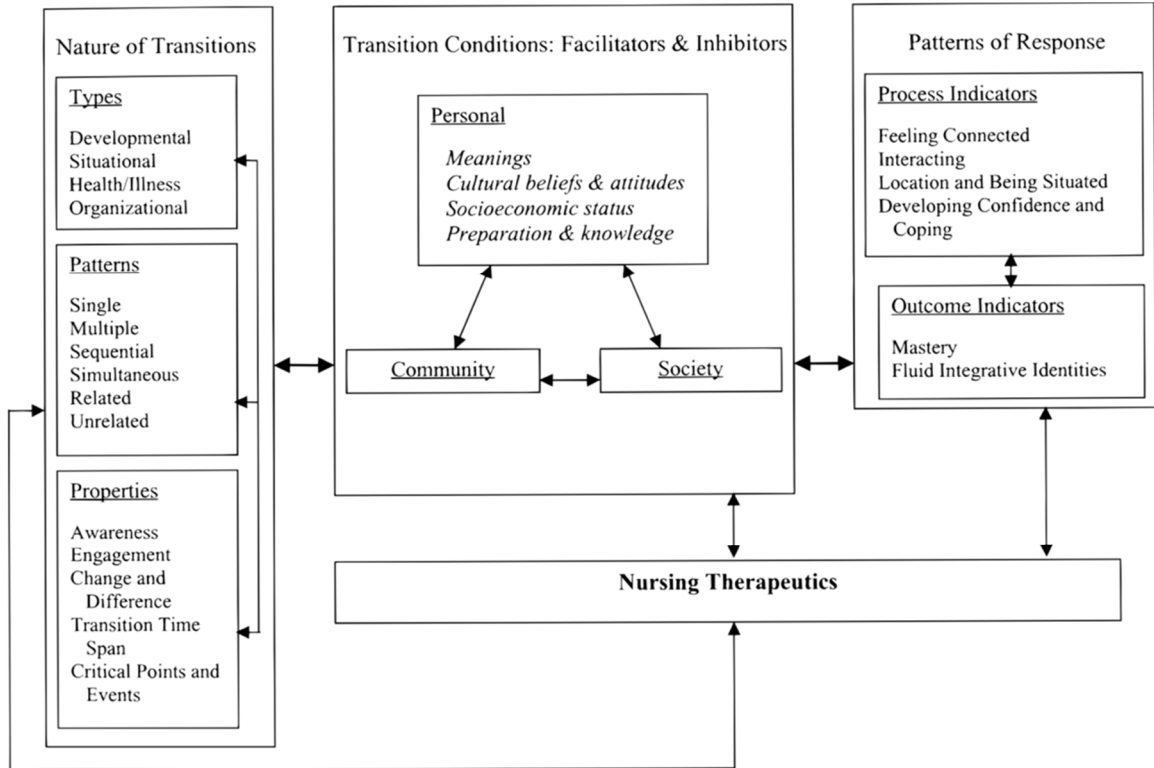 Nature of Transitions
Types
Developmental
Situational
Health/Illness
Organizational
Patterns
Single
Multiple
Sequential
Simultaneous
Related
Unrelated
Properties
Awareness
Engagement
Change and
Difference
Transition Time
Span
Critical Points and
Events
Transition Conditions: Facilitators & Inhibitors
Personal
Meanings
Cultural beliefs & attitudes
Socioeconomic status
Preparation & knowledge
Community
Society
Patterns of Response
Process Indicators
Feeling Connected
Interacting
Location and Being Situated
Developing Confidence and
Coping
Outcome Indicators
Mastery
Fluid Integrative Identities
Nursing Therapeutics